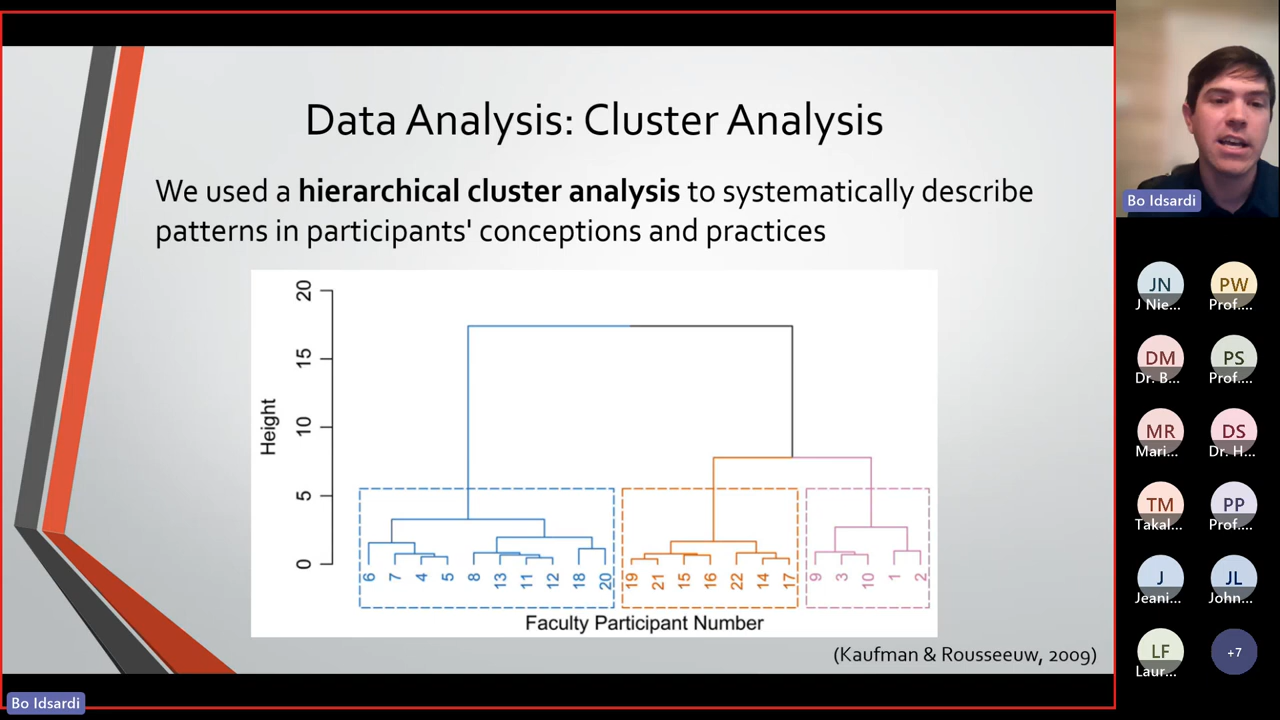 Data Analysis: Cluster Analysis
We used a hierarchical cluster analysis to systematically describe
patterns in participants' conceptions and practices
20
15
10
5
0
Height
6 7 4 5 8 13 11 12 18 20 19 21 15 16 22 14 17 9 3 10 1 2
Faculty Participant Number
(Kaufman & Rousseeuw, 2009)
Bo Idsardi
Bo Idsardi
JN PW
J Nie... Prof....
DM PS
Dr. B... Prof....
MR DS
Mari... Dr. H...
TM PP
Takal... Prof....
J JL
Jeani... John...
LF +7
Laur...